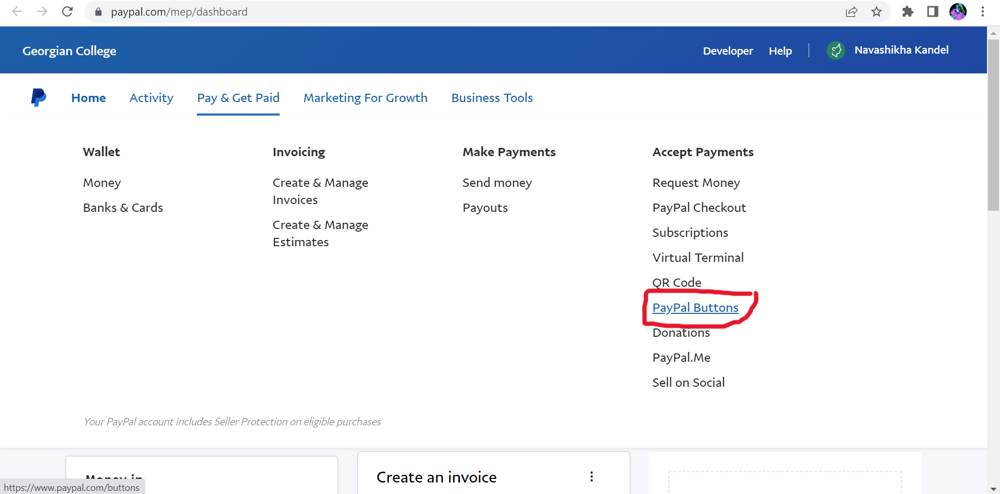 paypal.com/mep/dashboard
Georgian College
Developer Help Navashikha Kandel
Home Activity Pay & Get Paid Marketing For Growth Business Tools
Wallet
Money
Banks & Cards
Invoicing
Create & Manage
Invoices
Create & Manage
Estimates
Make Payments
Send money
Payouts
Accept Payments
Request Money
PayPal Checkout
Subscriptions
Virtual Terminal
QR Code
PayPal Buttons
Donations
PayPal.Me
Sell on Social
Your PayPal account includes Seller Protection on eligible purchases
Money in
Create an invoice
https://www.paypal.com/buttons